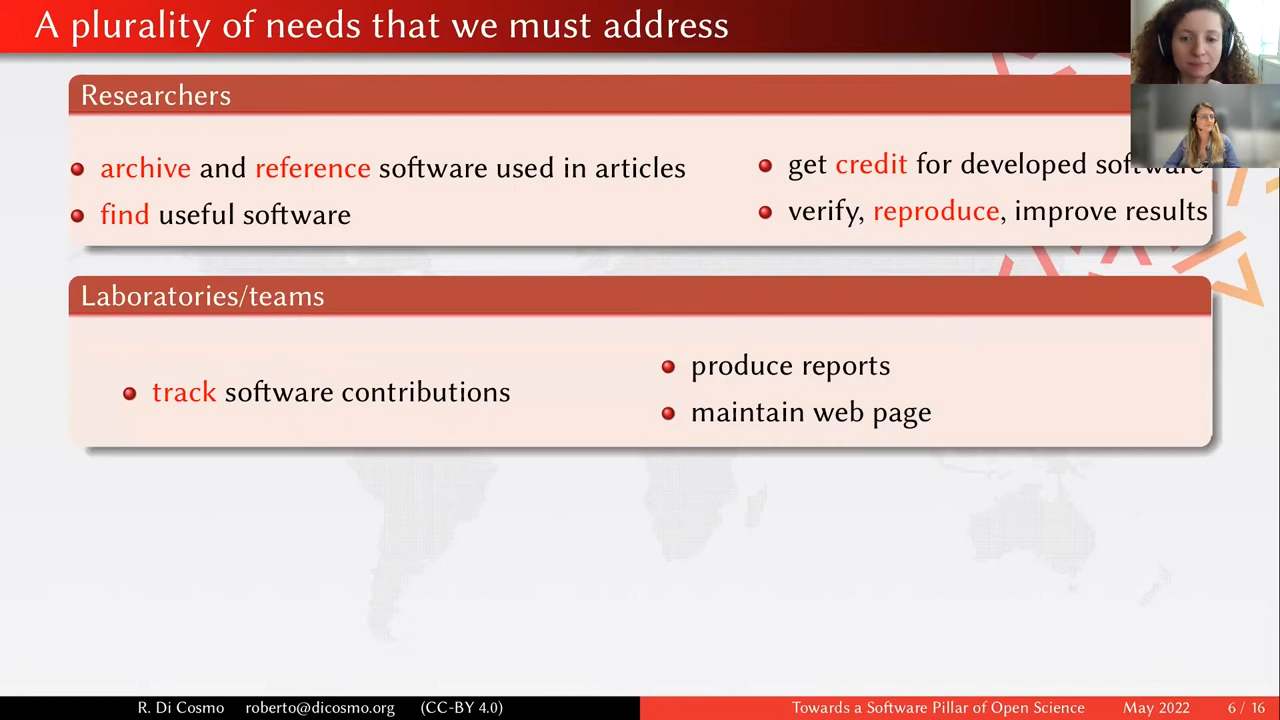 A plurality of needs that we must address
Researchers
archive and reference software used in articles
find useful software
get credit for developed software
verify, reproduce, improve results
Laboratories/teams
track software contributions
produce reports
maintain web page
R. Di Cosmo roberto@dicosmo.org (CC-BY 4.0) Towards a Software Pillar of Open Science May 2022 6 / 16